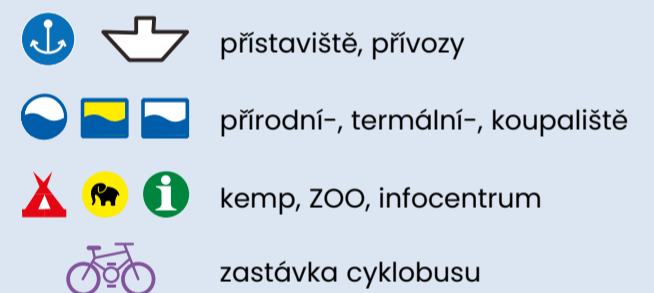 přístaviště, přívozy
přírodní-, termální-, koupaliště
kemp, ZOO, infocentrum
zastávka cyklobusu